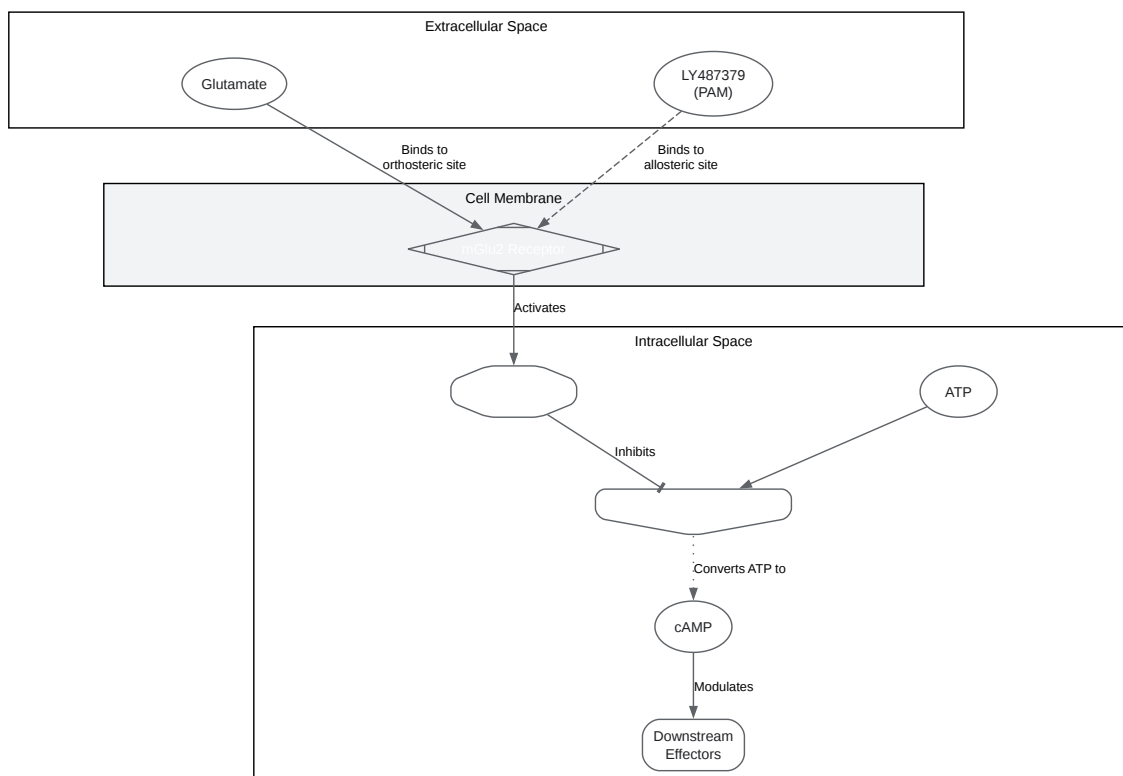 Extracellular Space
Glutamate
LY487379
(PAM)
Binds to
orthosteric site
Binds to
allosteric site
Cell Membrane
mGlu2 Receptor
Activates
Intracellular Space
ATP
Inhibits
Converts ATP to
cAMP
Modulates
Downstream
Effectors